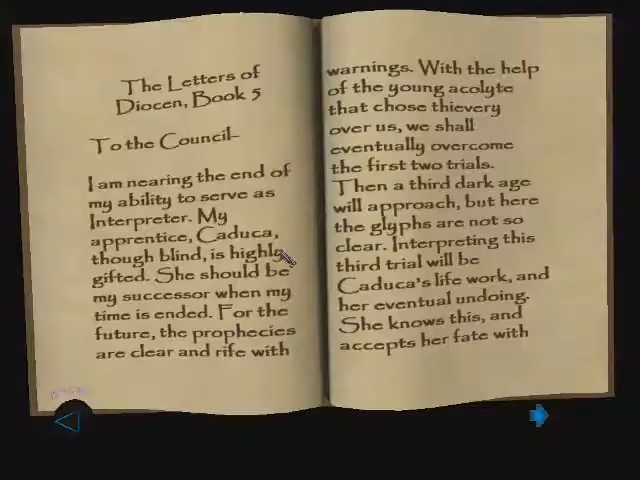 The Letters of
Diocen, Book 5
To the Council-
I am nearing the end of
my ability to serve as
Interpreter. My
apprentice, Caduca,
though blind, is highly
gifted. She should be
my successor when my
time is ended. For the
future, the prophecies
are clear and rife with
warnings. With the help
of the young acolyte
that chose thievery
over us, we shall
eventually overcome
the first two trials.
Then a third dark age
will approach, but here
the glyphs are not so
clear. Interpreting this
third trial will be
Caduca's life work, and
her eventual undoing.
She knows this, and
accepts her fate with